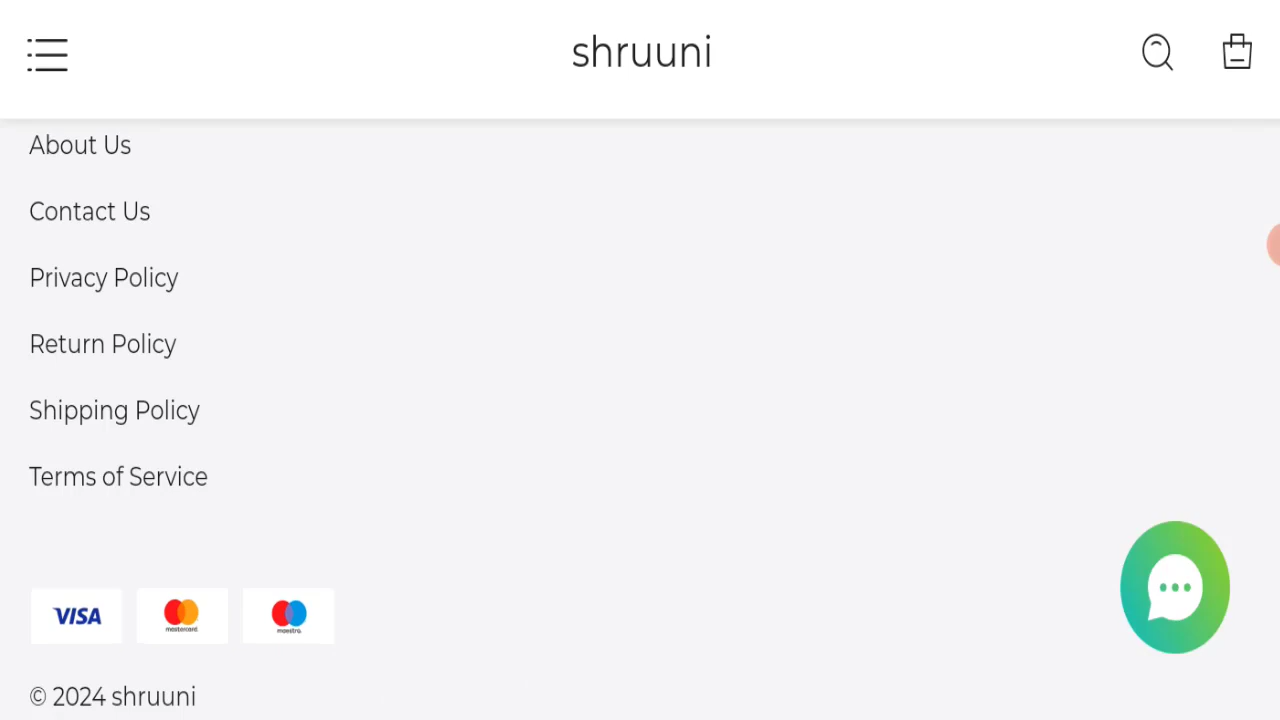 shruuni
About Us
Contact Us
Privacy Policy
Return Policy
Shipping Policy
Terms of Service
VISA mastercard maestro
© 2024 shruuni